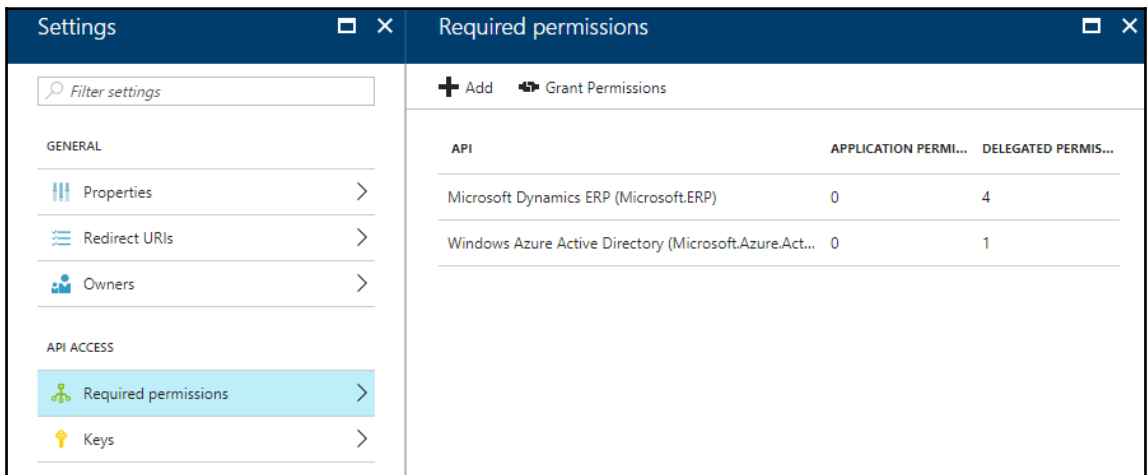 Settings
Filter settings
GENERAL
Properties
Redirect URIs
Owners
API ACCESS
Required permissions
Keys
Required permissions
Add Grant Permissions
API APPLICATION PERMI... DELEGATED PERMIS...
Microsoft Dynamics ERP (Microsoft.ERP) 0 4
Windows Azure Active Directory (Microsoft.Azure.Act... 0 1